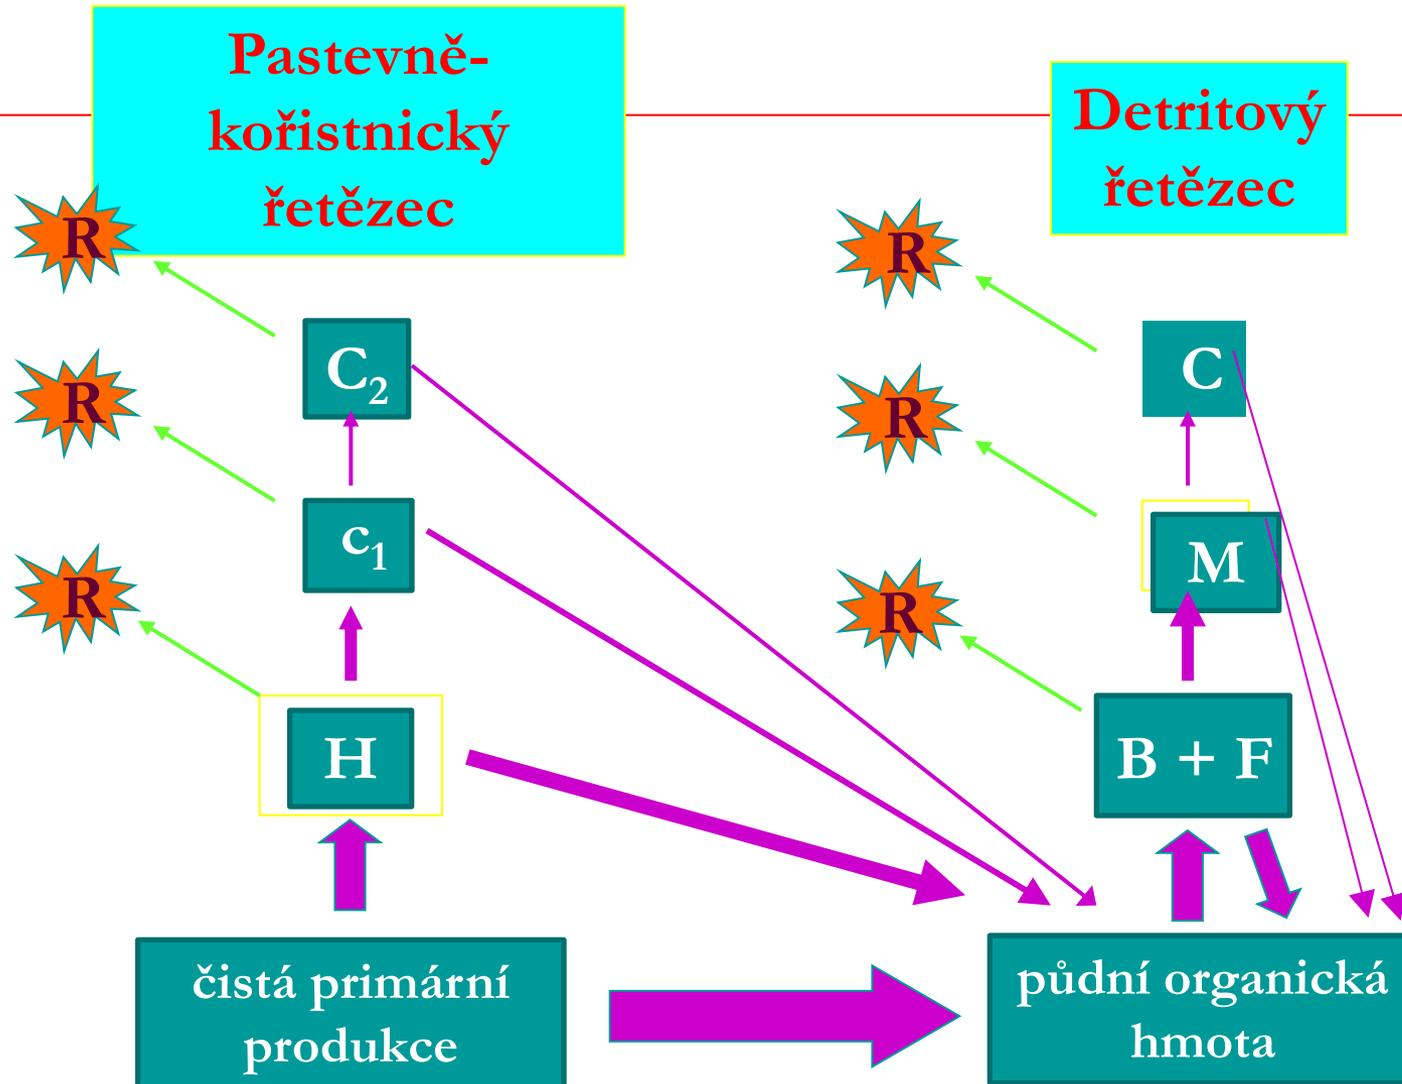 Pastevně-
kořistnický
řetězec
Detritový
řetězec
R
R
C₂
C
R
R
c₁
M
R
R
H
B + F
čistá primární
produkce
půdní organická
hmota